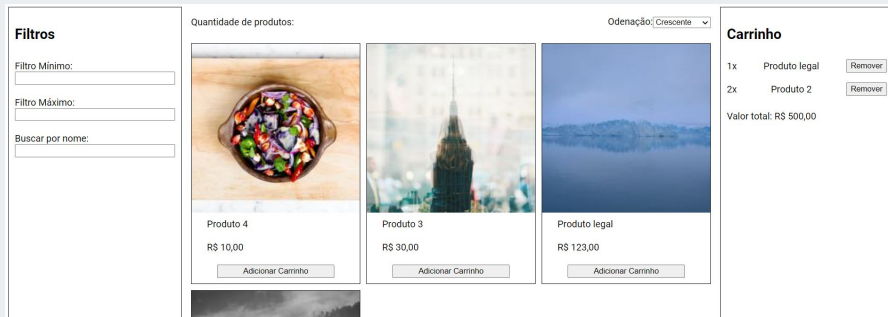 Filtros
Filtro Mínimo:
Filtro Máximo:
Buscar por nome:
Quantidade de produtos:
Odenação: Crescente
Produto 4
R$ 10,00
Adicionar Carrinho
Produto 3
R$ 30,00
Adicionar Carrinho
Produto legal
R$ 123,00
Adicionar Carrinho
Carrinho
1x Produto legal Remover
2x Produto 2 Remover
Valor total: R$ 500,00